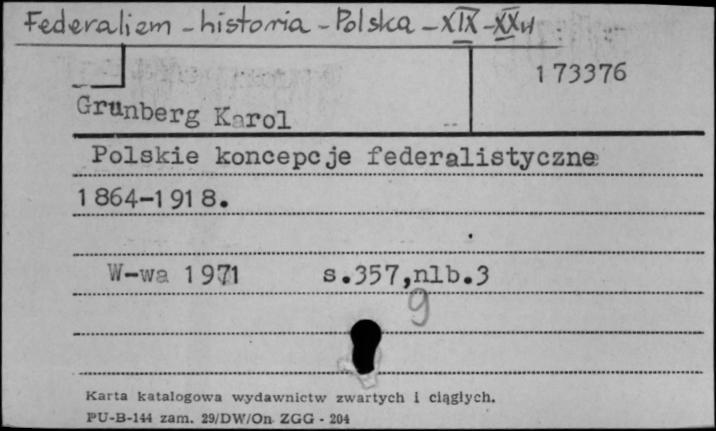 Federalizm - historia - Polska - XIX - XX w
173376
Grunberg Karol
Polskie koncepcje federalistyczne
1864-1918.
W-wa 1971 s.357,nlb.3
9
Karta katalogowa wydawnictw zwartych i ciągłych.
PU-B-144 zam. 29/DW/On ZGG - 204